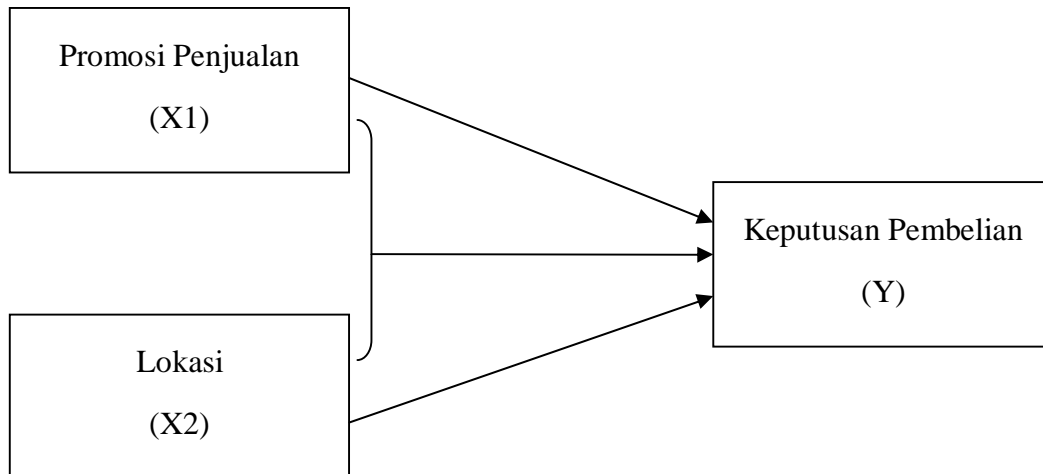 Promosi Penjualan
(X1)
Keputusan Pembelian
(Y)
Lokasi
(X2)